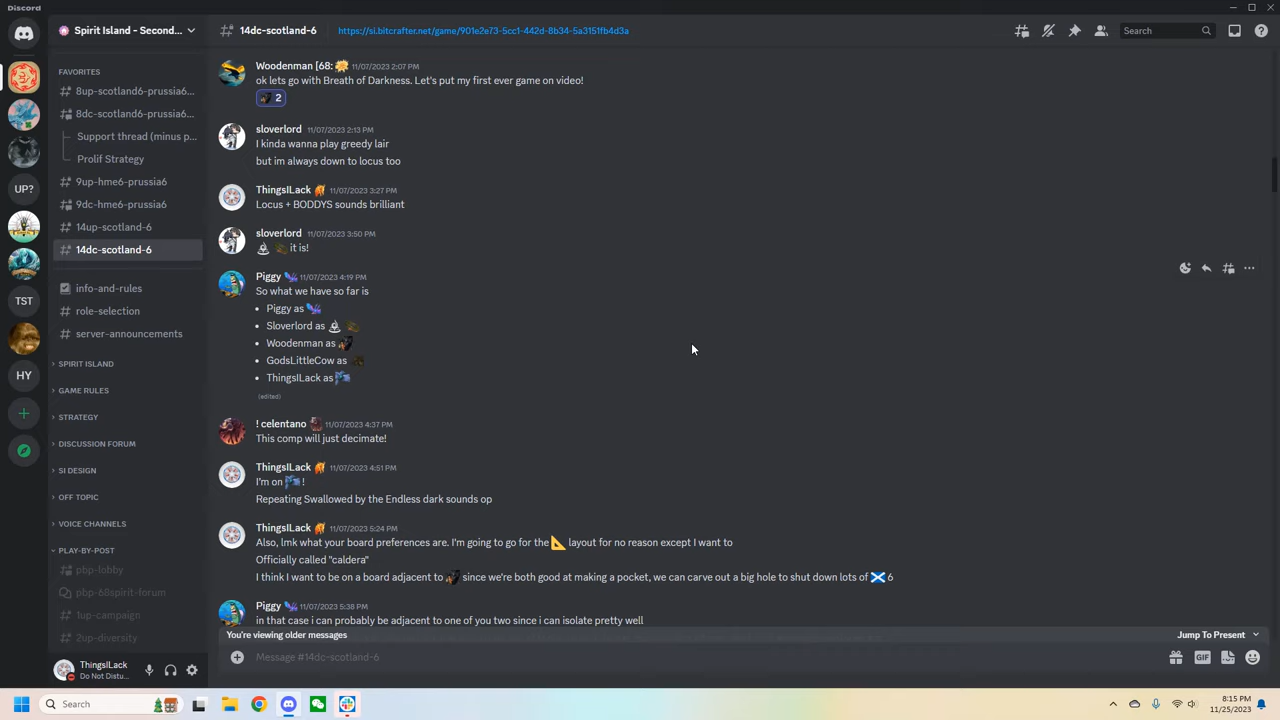 Discord
Spirit Island - Second...
14dc-scotland-6
https://si.bitcrafter.net/game/901e2e73-5cc1-442d-8b34-5a3151fb4d3a
Search
FAVORITES
8up-scotland6-prussia6...
8dc-scotland6-prussia6...
Support thread (minus p...
Prolif Strategy
9up-hme6-prussia6
9dc-hme6-prussia6
14up-scotland-6
14dc-scotland-6
info-and-rules
role-selection
server-announcements
SPIRIT ISLAND
GAME RULES
STRATEGY
DISCUSSION FORUM
SI DESIGN
OFF TOPIC
VOICE CHANNELS
PLAY-BY-POST
pbp-lobby
pbp-68spirit-forum
1up-campaign
2up-diversity
UP?
TST
HY
ThingsILack
Do Not Distu...
Woodenman [68: 11/07/2023 2:07 PM
ok lets go with Breath of Darkness. Let's put my first ever game on video!
2
sloverlord 11/07/2023 2:13 PM
I kinda wanna play greedy lair
but im always down to locus too
ThingsILack 11/07/2023 3:27 PM
Locus + BODDYS sounds brilliant
sloverlord 11/07/2023 3:50 PM
it is!
Piggy 11/07/2023 4:19 PM
So what we have so far is
• Piggy as
• Sloverlord as
• Woodenman as
• GodsLittleCow as
• ThingsILack as
(edited)
! celentano 11/07/2023 4:37 PM
This comp will just decimate!
ThingsILack 11/07/2023 4:51 PM
I'm on !
Repeating Swallowed by the Endless dark sounds op
ThingsILack 11/07/2023 5:24 PM
Also, lmk what your board preferences are. I'm going to go for the layout for no reason except I want to
Officially called "caldera"
I think I want to be on a board adjacent to since we're both good at making a pocket, we can carve out a big hole to shut down lots of 6
Piggy 11/07/2023 5:38 PM
in that case i can probably be adjacent to one of you two since i can isolate pretty well
You're viewing older messages
Jump To Present
Message #14dc-scotland-6
GIF
Search
8:15 PM
11/25/2023